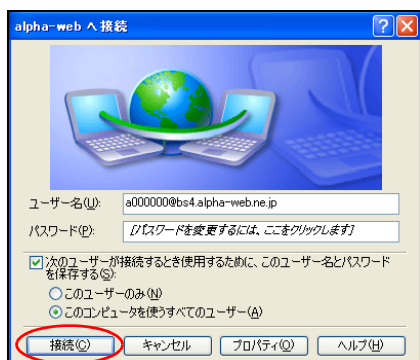 alpha-web へ接続
ユーザー名(U):
a000000@bs4.alpha-web.ne.jp
パスワード(P):
[パスワードを変更するには、ここをクリックします]
次のユーザーが接続するとき使用するために、このユーザー名とパスワード
を保存する(S):
このユーザーのみ(N)
このコンピュータを使うすべてのユーザー(A)
接続(C) キャンセル プロパティ(O) ヘルプ(H)